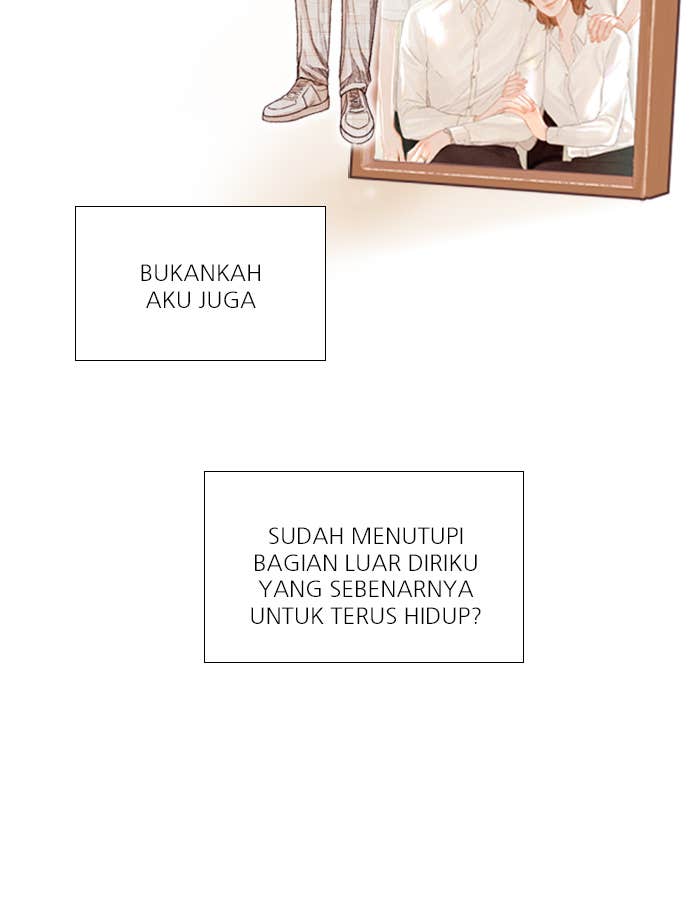 BUKANKAH
AKU JUGA
SUDAH MENUTUPI
BAGIAN LUAR DIRIKU
YANG SEBENARNYA
UNTUK TERUS HIDUP?